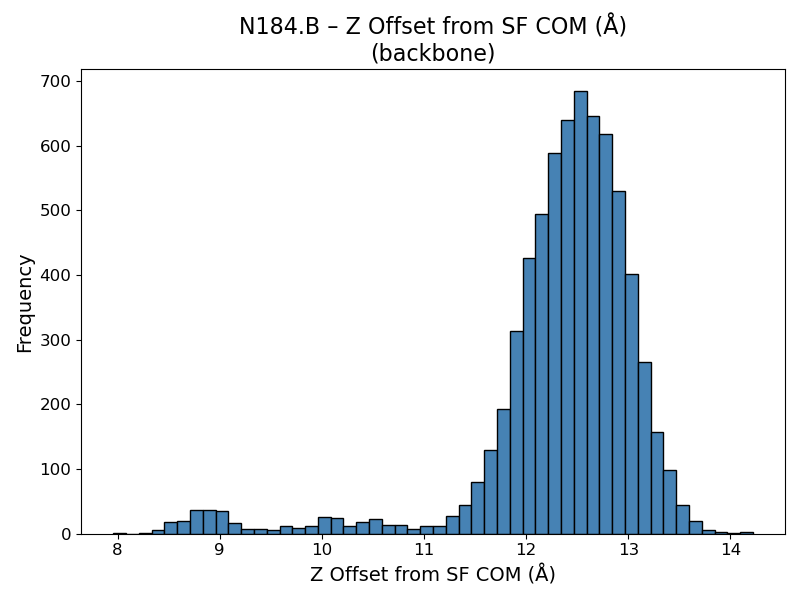 N184.B – Z Offset from SF COM (Å)
(backbone)
700
600
500
400
300
200
100
0
Frequency
8 9 10 11 12 13 14
Z Offset from SF COM (Å)